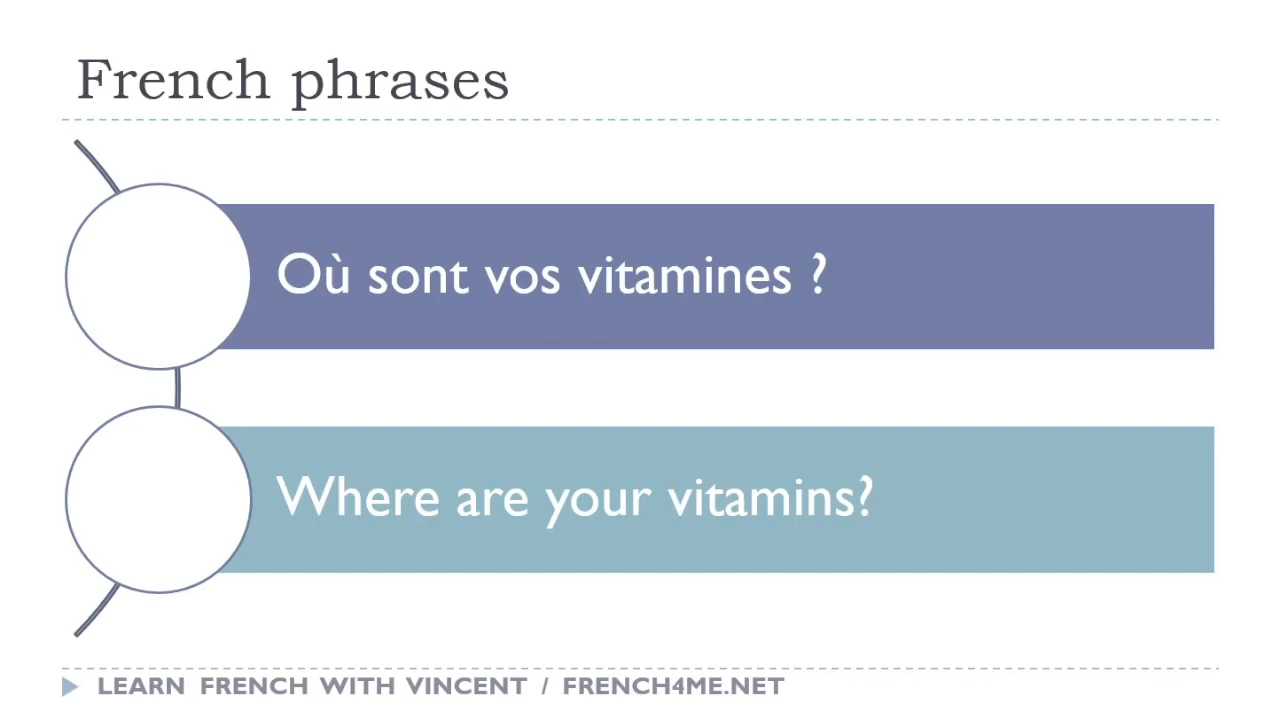 French phrases
Où sont vos vitamines ?
Where are your vitamins?
LEARN FRENCH WITH VINCENT / FRENCH4ME.NET